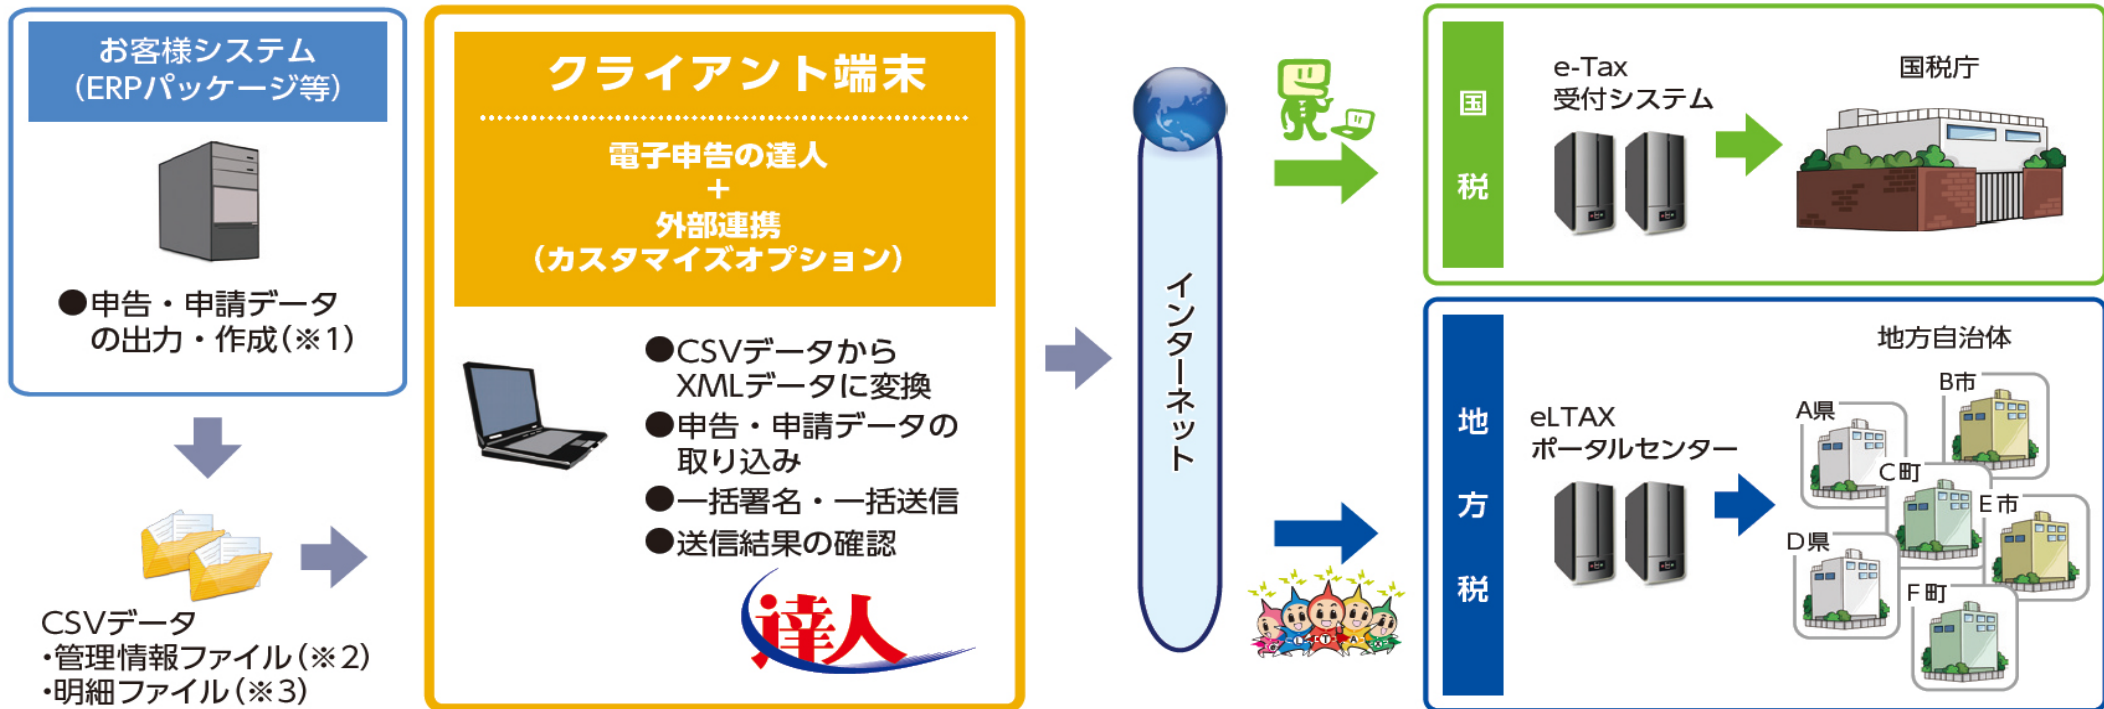 お客様システム
（ERPパッケージ等）
●申告・申請データ
の出力・作成（※1）
CSVデータ
・管理情報ファイル（※2）
・明細ファイル（※3）
クライアント端末
電子申告の達人
+
外部連携
（カスタマイズオプション）
●CSVデータから
XMLデータに変換
●申告・申請データの
取り込み
●一括署名・一括送信
●送信結果の確認
達人
インターネット
国税
e-Tax
受付システム
国税庁
地方税
eLTAX
ポータルセンター
地方自治体
A県
B市
C町
D県
E市
F町